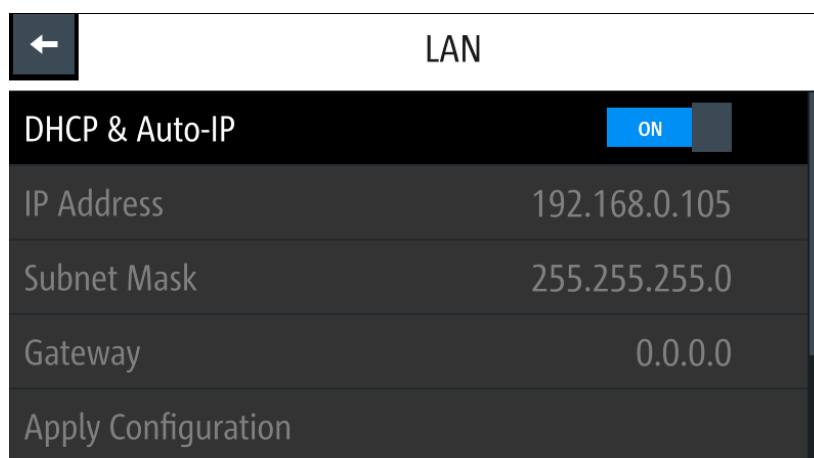 LAN
DHCP & Auto-IP ON
IP Address 192.168.0.105
Subnet Mask 255.255.255.0
Gateway 0.0.0.0
Apply Configuration